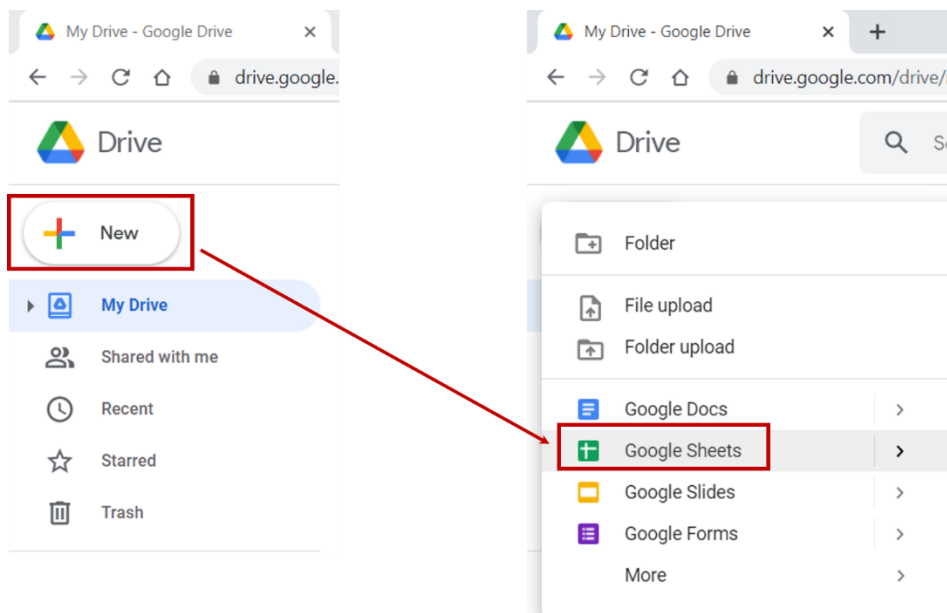 My Drive - Google Drive
drive.google.
Drive
New
My Drive
Shared with me
Recent
Starred
Trash
My Drive - Google Drive
drive.google.com/drive/
Drive
Folder
File upload
Folder upload
Google Docs
Google Sheets
Google Slides
Google Forms
More